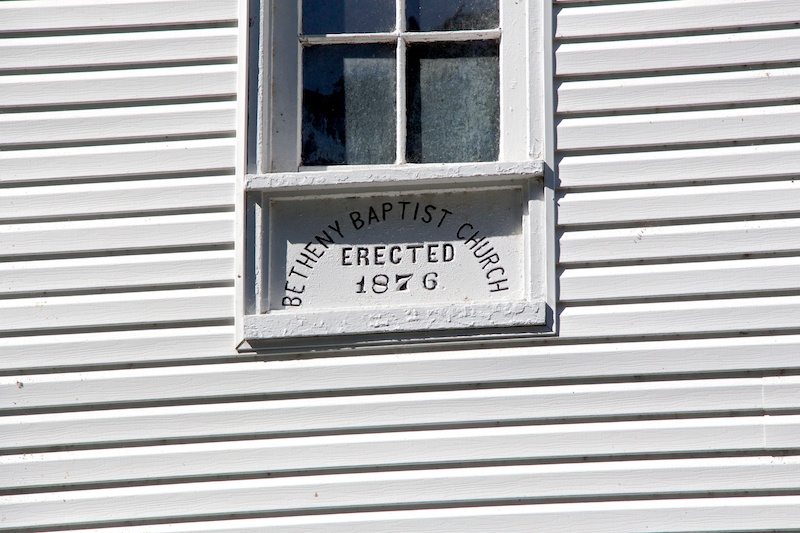 BETHENY BAPTIST CHURCH
ERECTED
1876